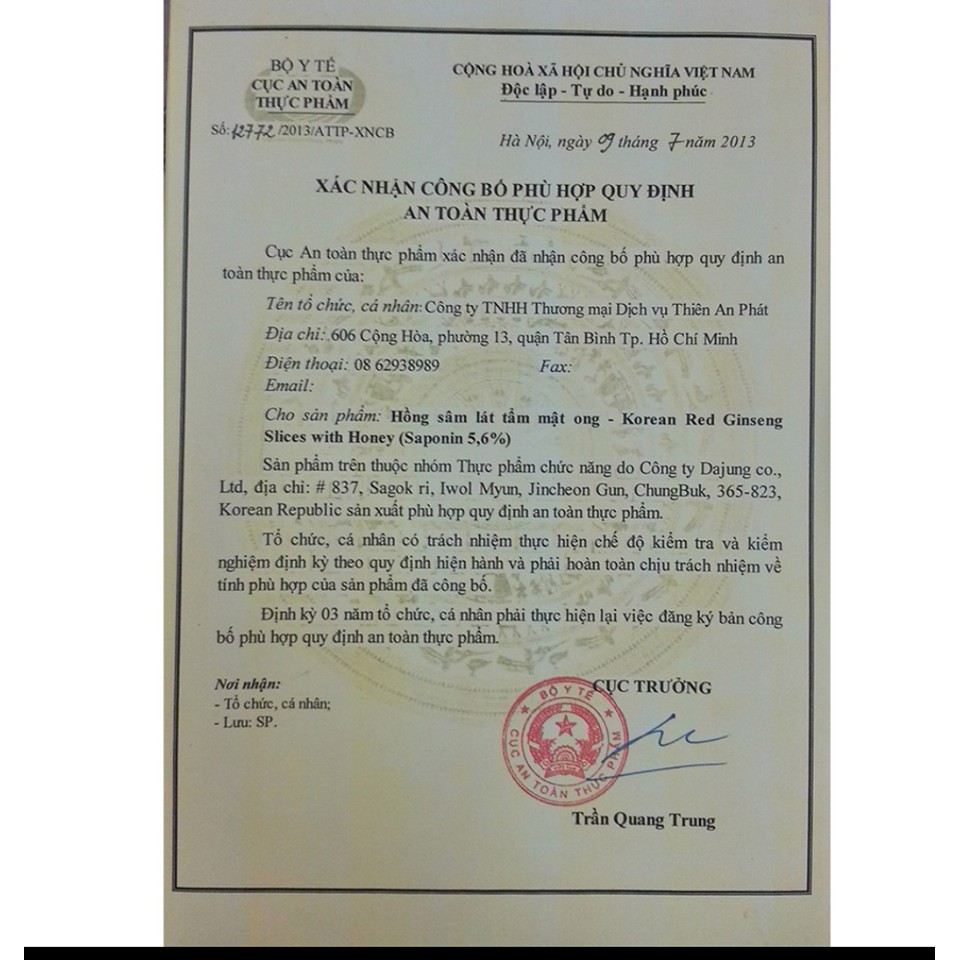 BỘ Y TẾ
CỤC AN TOÀN
THỰC PHẨM
Số: 12772 /2013/ATTP-XNCB
CỘNG HOÀ XÃ HỘI CHỦ NGHĨA VIỆT NAM
Độc lập - Tự do - Hạnh phúc
Hà Nội, ngày 09 tháng 7 năm 2013
XÁC NHẬN CÔNG BỐ PHÙ HỢP QUY ĐỊNH
AN TOÀN THỰC PHẨM
Cục An toàn thực phẩm xác nhận đã nhận công bố phù hợp quy định an
toàn thực phẩm của:
Tên tổ chức, cá nhân: Công ty TNHH Thương mại Dịch vụ Thiên An Phát
Địa chỉ: 606 Cộng Hòa, phường 13, quận Tân Bình Tp. Hồ Chí Minh
Điện thoại: 08 62938989 Fax:
Email:
Cho sản phẩm: Hồng sâm lát tẩm mật ong - Korean Red Ginseng
Slices with Honey (Saponin 5,6%)
Sản phẩm trên thuộc nhóm Thực phẩm chức năng do Công ty Dajung co.,
Ltd, địa chỉ: # 837, Sagok ri, Iwol Myun, Jincheon Gun, ChungBuk, 365-823,
Korean Republic sản xuất phù hợp quy định an toàn thực phẩm.
Tổ chức, cá nhân có trách nhiệm thực hiện chế độ kiểm tra và kiểm
nghiệm định kỳ theo quy định hiện hành và phải hoàn toàn chịu trách nhiệm về
tính phù hợp của sản phẩm đã công bố.
Định kỳ 03 năm tổ chức, cá nhân phải thực hiện lại việc đăng ký bản công
bố phù hợp quy định an toàn thực phẩm.
Nơi nhận:
- Tổ chức, cá nhân;
- Lưu: SP.
CỤC TRƯỞNG
BỘ Y TẾ
CỤC AN TOÀN THỰC PHẨM
Trần Quang Trung